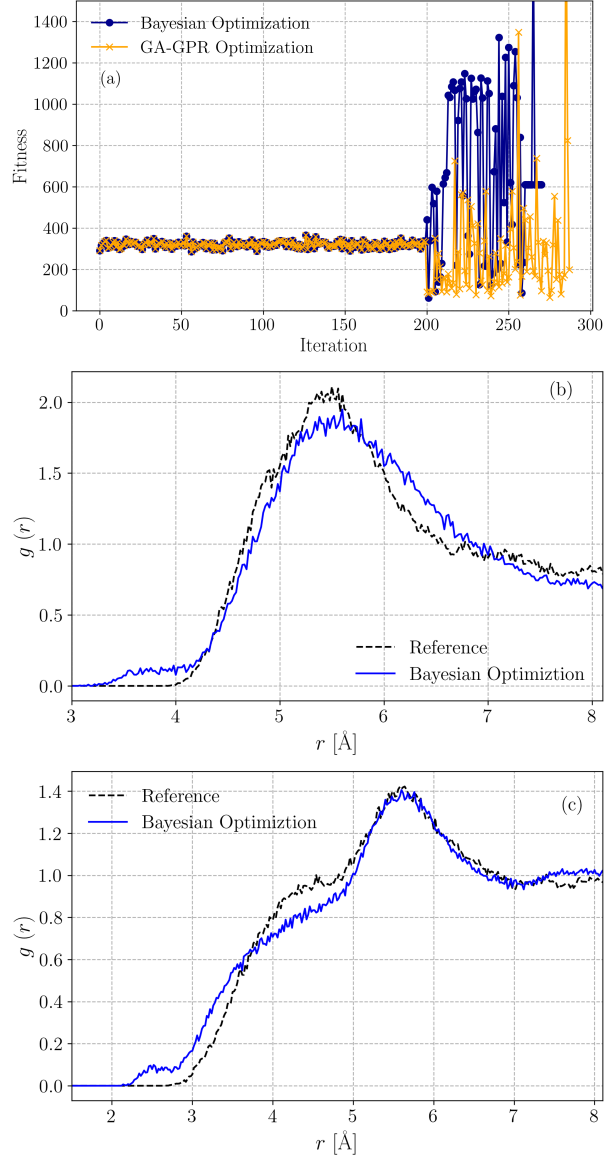 1400
1200
1000
800
600
400
200
0
Fitness
Bayesian Optimization
GA-GPR Optimization
(a)
0
50
100
150
200
250
300
Iteration
2.0
1.5
1.0
0.5
0.0
g (r)
(b)
Reference
Bayesian Optimiztion
3
4
5
6
7
8
r [Å]
1.4
1.2
1.0
0.8
0.6
0.4
0.2
0.0
g (r)
Reference
Bayesian Optimiztion
(c)
2
3
4
5
6
7
8
r [Å]